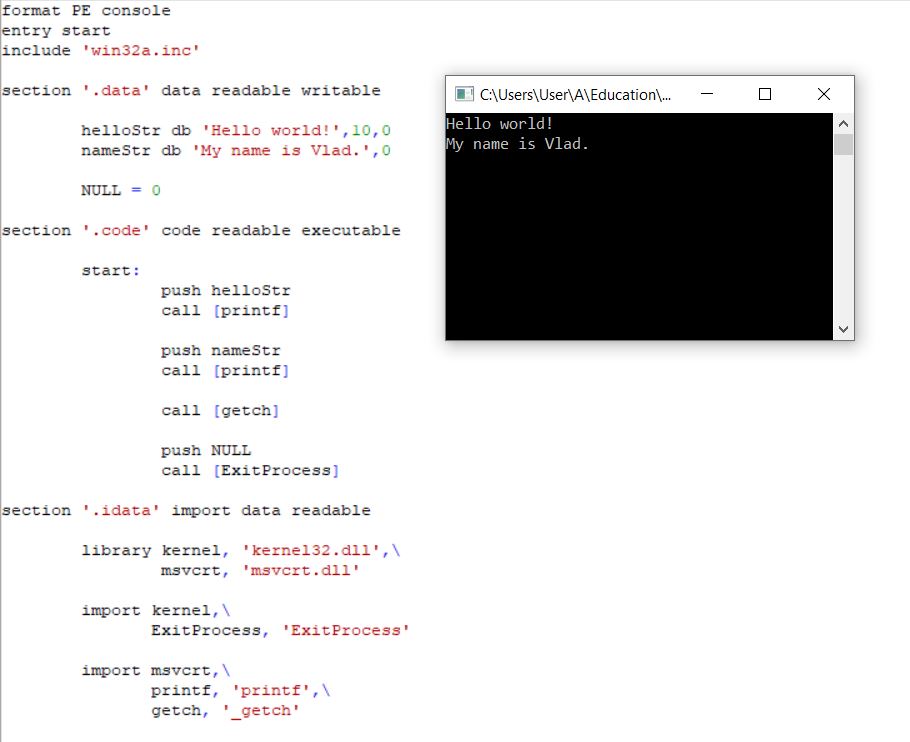 format PE console
entry start
include 'win32a.inc'
section '.data' data readable writable
helloStr db 'Hello world!',10,0
nameStr db 'My name is Vlad.',0
NULL = 0
section '.code' code readable executable
start:
push helloStr
call [printf]
push nameStr
call [printf]
call [getch]
push NULL
call [ExitProcess]
section '.idata' import data readable
library kernel, 'kernel32.dll',\
msvcrt, 'msvcrt.dll'
import kernel,\
ExitProcess, 'ExitProcess'
import msvcrt,\
printf, 'printf',\
getch, '_getch'
C:\Users\User\A\Education\...
Hello world!
My name is Vlad.